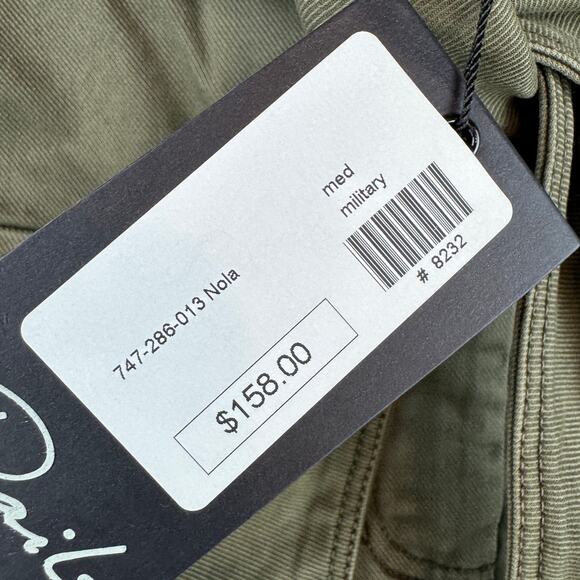 747-286-013 Nola
med
military
# 8232
$158.00